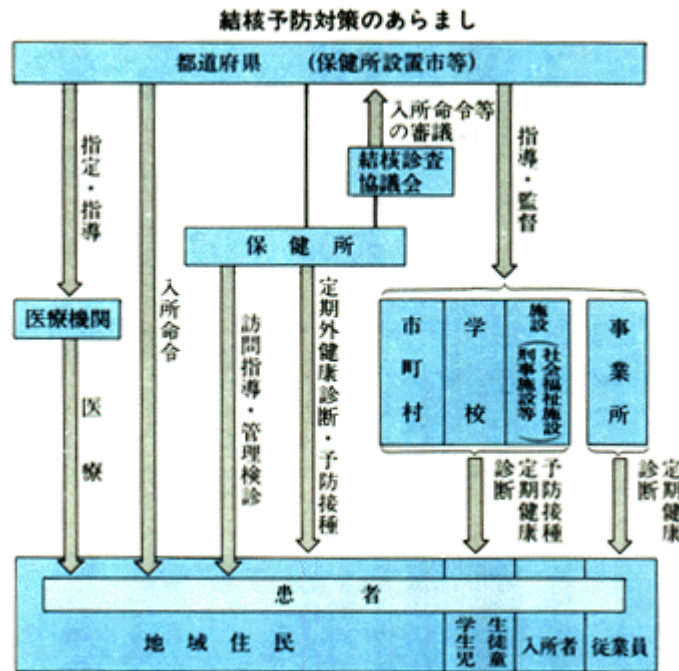 結核予防対策のあらまし
都道府県 (保健所設置市等)
指定・指導
入所命令
入所命令等
の審議
結核診査
協議会
指導・監督
保健所
医療機関
医療
訪問指導・管理検診
定期外健康診断・予防接種
市町村
学校
施設
(社会福祉施設
刑事施設等)
事業所
予防接種
定期健康
診断
定期健康
診断
患者
地域住民
生徒童
学生児
入所者
従業員